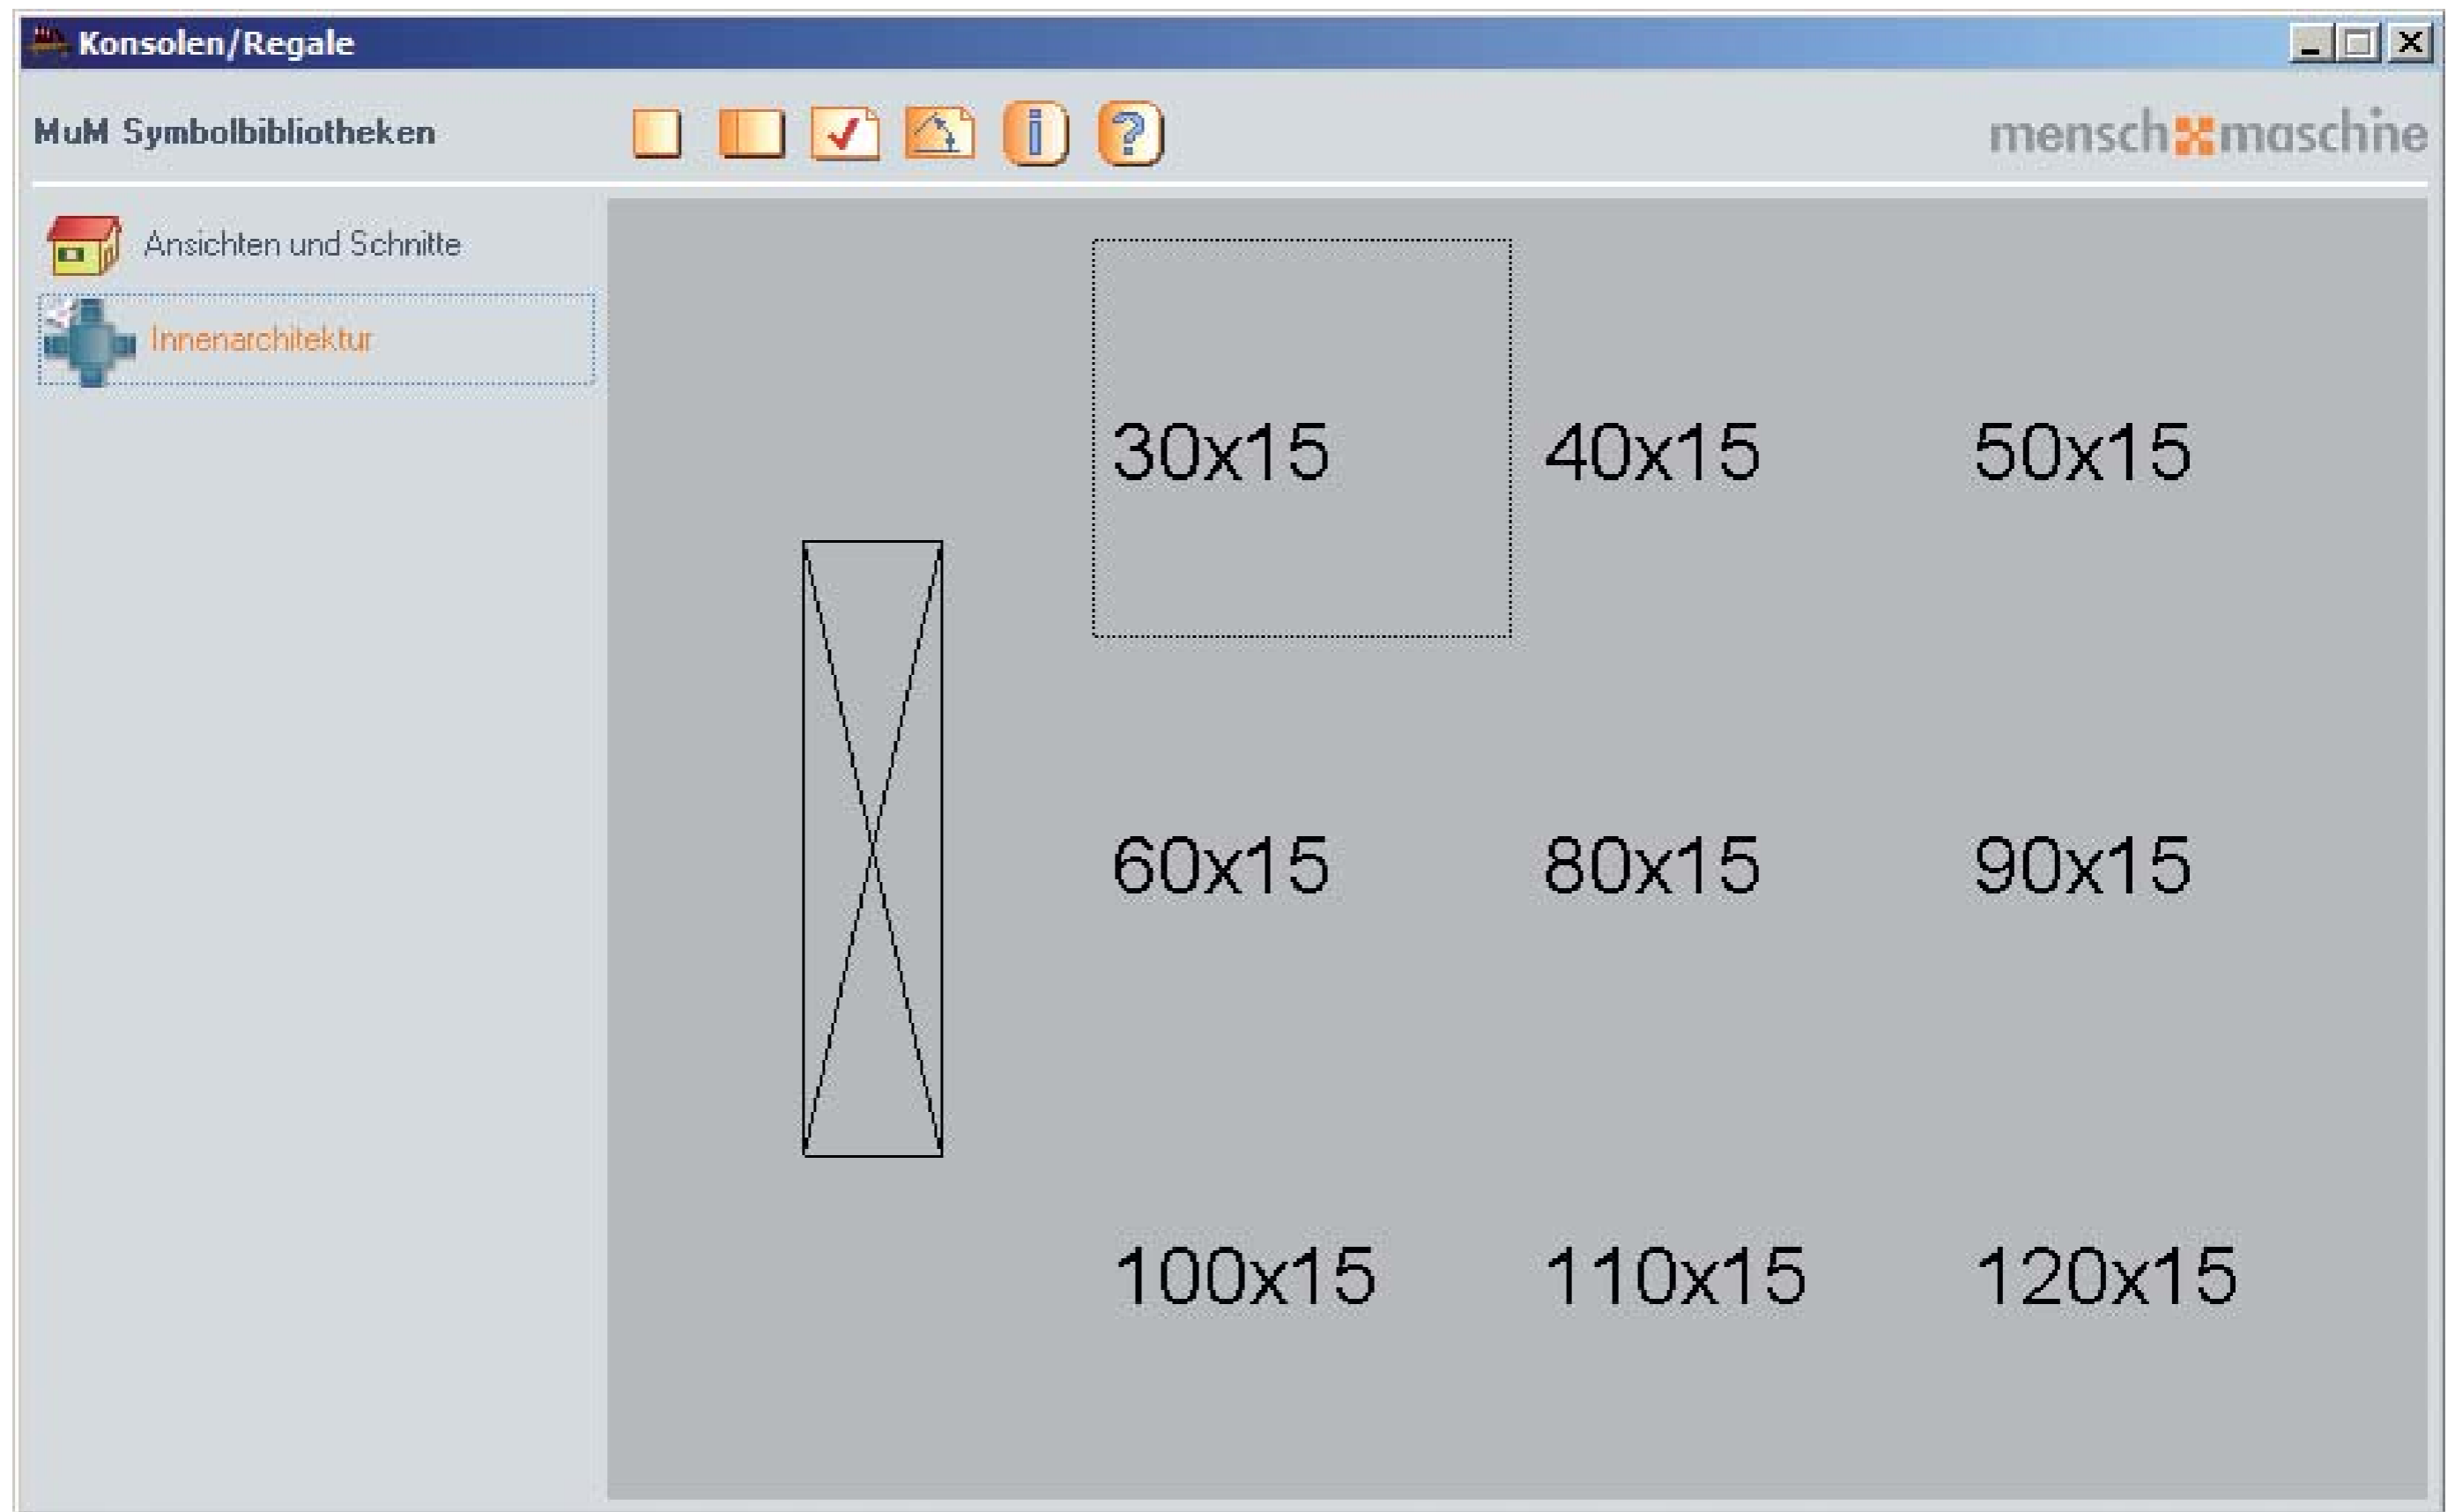 Konsolen/Regale
MuM Symbolbibliotheken
mensch maschine
Ansichten und Schnitte
Innenarchitektur
30x15 40x15 50x15
60x15 80x15 90x15
100x15 110x15 120x15